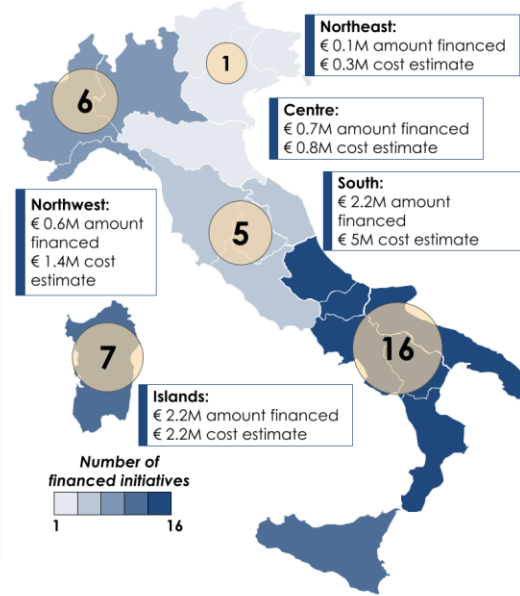 Northeast:
€ 0.1M amount financed
€ 0.3M cost estimate
1
6
Centre:
€ 0.7M amount financed
€ 0.8M cost estimate
South:
€ 2.2M amount
financed
€ 5M cost estimate
Northwest:
€ 0.6M amount
financed
€ 1.4M cost
estimate
5
7
16
Islands:
€ 2.2M amount financed
€ 2.2M cost estimate
Number of
financed initiatives
1 16